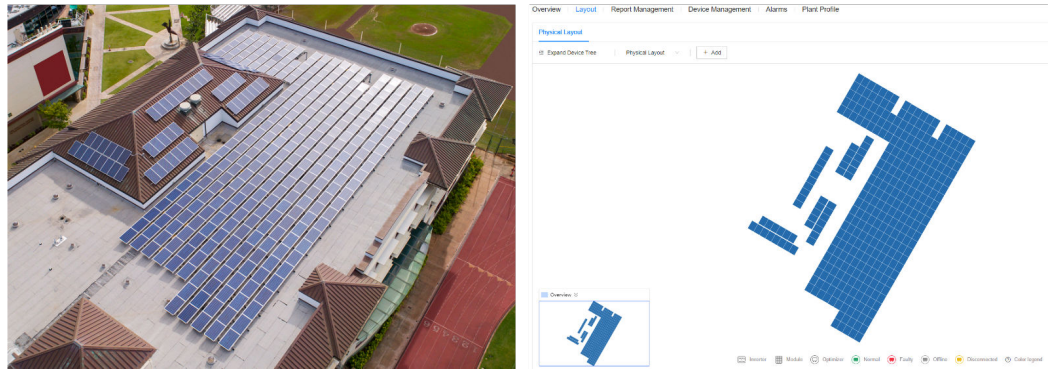 Overview Layout Report Management Device Management Alarms Plant Profile
Physical Layout
Expand Device Tree Physical Layout + Add
Overview
Inverter Module Optimizer Normal Faulty Offline Disconnected Color legend